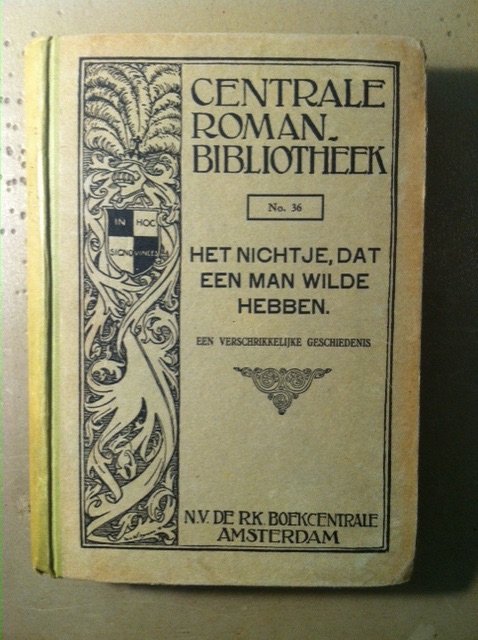 CENTRALE
ROMAN-
BIBLIOTHEEK
No. 36
IN HOC
SIGNO VINCES
HET NICHTJE, DAT
EEN MAN WILDE
HEBBEN.
EEN VERSCHRIKKELIJKE GESCHIEDENIS
N.V. DE R.K. BOEKCENTRALE
AMSTERDAM